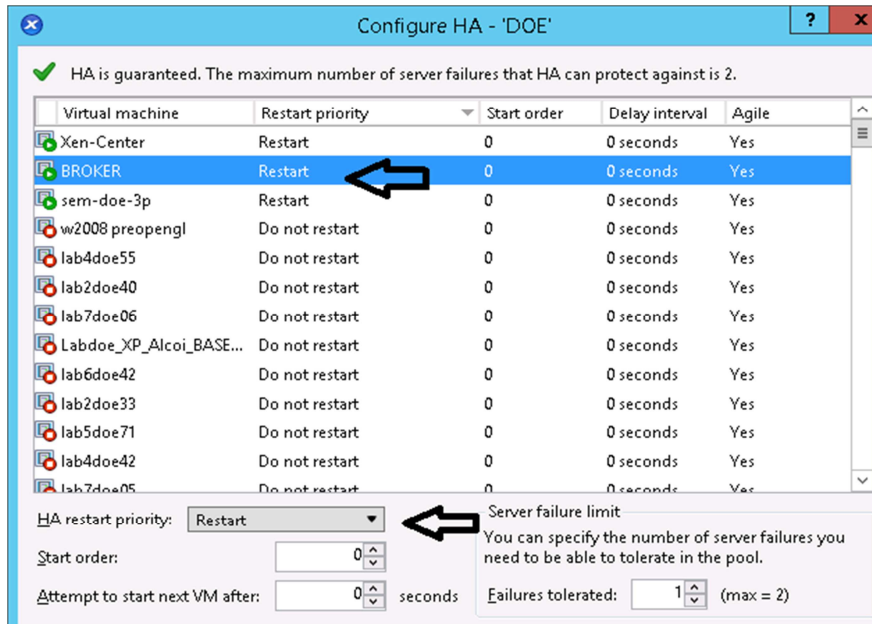 Configure HA - 'DOE'
? x
HA is guaranteed. The maximum number of server failures that HA can protect against is 2.
Virtual machine Restart priority Start order Delay interval Agile
Xen-Center Restart 0 0 seconds Yes
BROKER Restart 0 0 seconds Yes
sem-doe-3p Restart 0 0 seconds Yes
w2008 preopengl Do not restart 0 0 seconds Yes
lab4doe55 Do not restart 0 0 seconds Yes
lab2doe40 Do not restart 0 0 seconds Yes
lab7doe06 Do not restart 0 0 seconds Yes
Labdoe_XP_Alcoi_BASE... Do not restart 0 0 seconds Yes
lab6doe42 Do not restart 0 0 seconds Yes
lab2doe33 Do not restart 0 0 seconds Yes
lab5doe71 Do not restart 0 0 seconds Yes
lab4doe42 Do not restart 0 0 seconds Yes
lab7doe05 Do not restart 0 0 seconds Yes
HA restart priority: Restart
Start order: 0
Attempt to start next VM after: 0 seconds
Server failure limit
You can specify the number of server failures you
need to be able to tolerate in the pool.
Failures tolerated: 1 (max = 2)